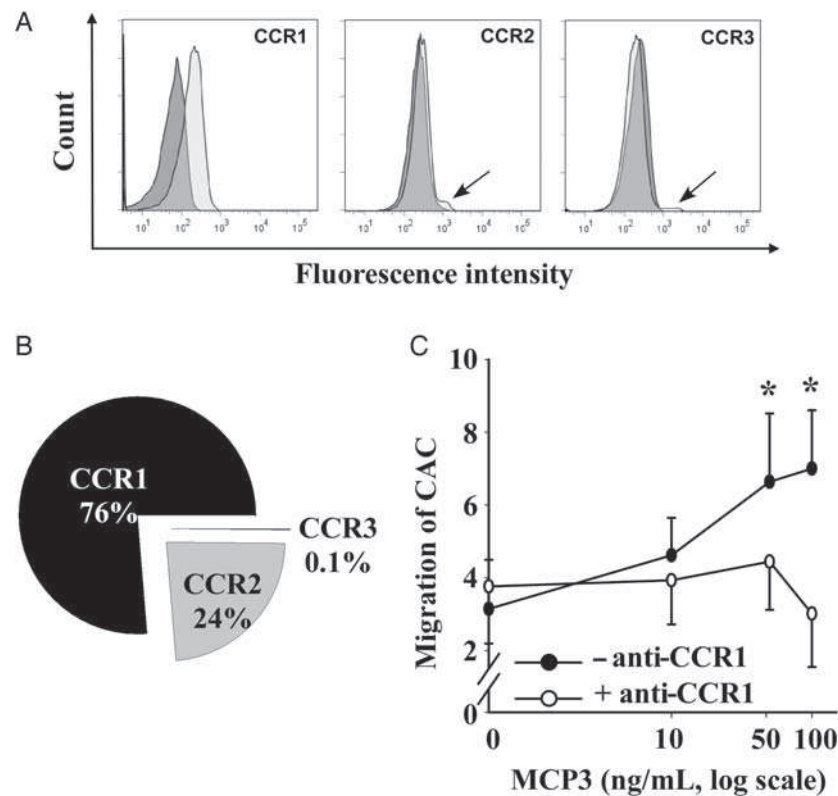 A
CCR1
CCR2
CCR3
Count
10¹ 10² 10³ 10⁴ 10⁵
10¹ 10² 10³ 10⁴ 10⁵
10¹ 10² 10³ 10⁴ 10⁵
Fluorescence intensity
B
CCR1
76%
CCR3
0.1%
CCR2
24%
C
Migration of CAC
10
8
6
4
2
0
* *
– anti-CCR1
+ anti-CCR1
0 10 50 100
MCP3 (ng/mL, log scale)